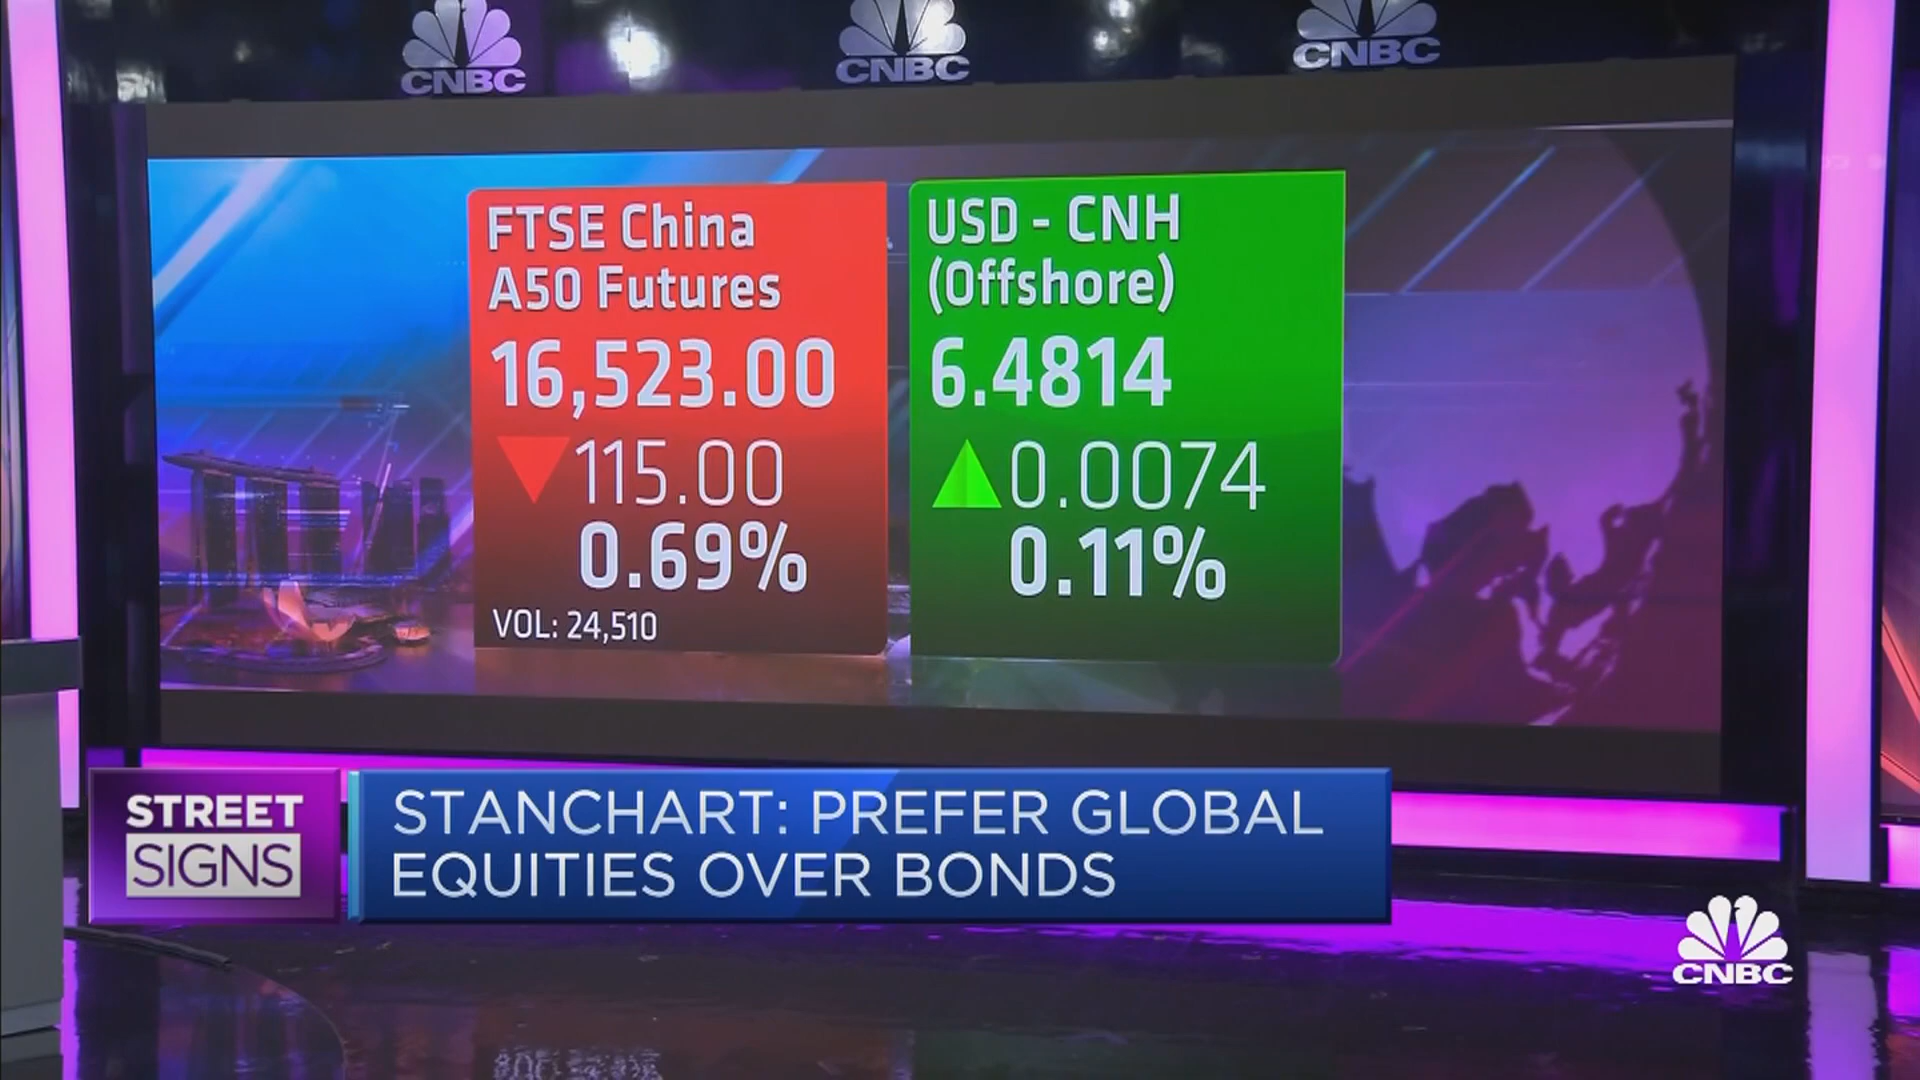 CNBC
CNBC
CNBC
FTSE China
A50 Futures
16,523.00
115.00
0.69%
VOL: 24,510
USD - CNH
(Offshore)
6.4814
0.0074
0.11%
STREET
SIGNS
STANCHART: PREFER GLOBAL
EQUITIES OVER BONDS
CNBC